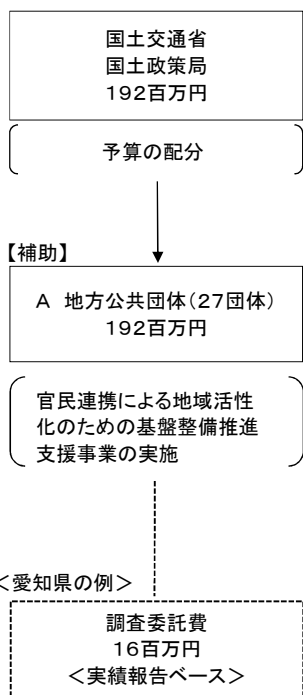 国土交通省
国土政策局
192百万円
予算の配分
【補助】
A 地方公共団体(27団体)
192百万円
官民連携による地域活性
化のための基盤整備推進
支援事業の実施
<愛知県の例>
調査委託費
16百万円
<実績報告ベース>